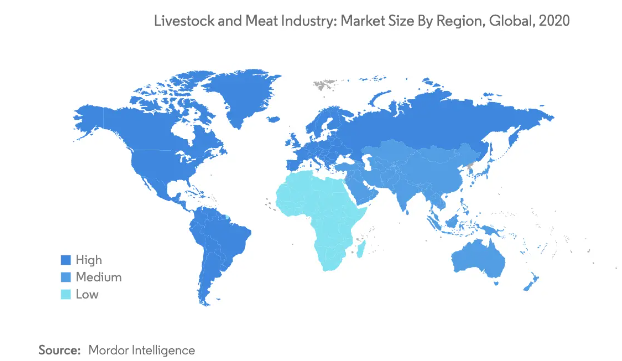 Livestock and Meat Industry: Market Size By Region, Global, 2020
High
Medium
Low
Source: Mordor Intelligence